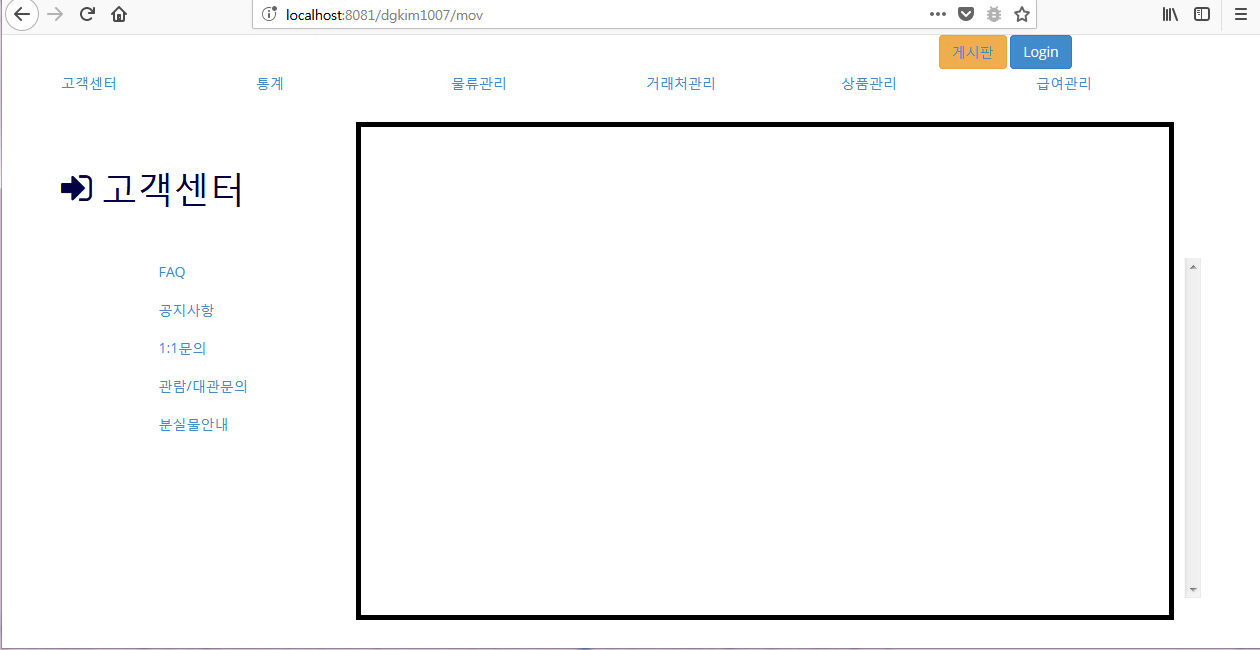 localhost:8081/dgkim1007/mov
게시판 Login
고객센터 통계 물류관리 거래처관리 상품관리 급여관리
고객센터
FAQ
공지사항
1:1문의
관람/대관문의
분실물안내